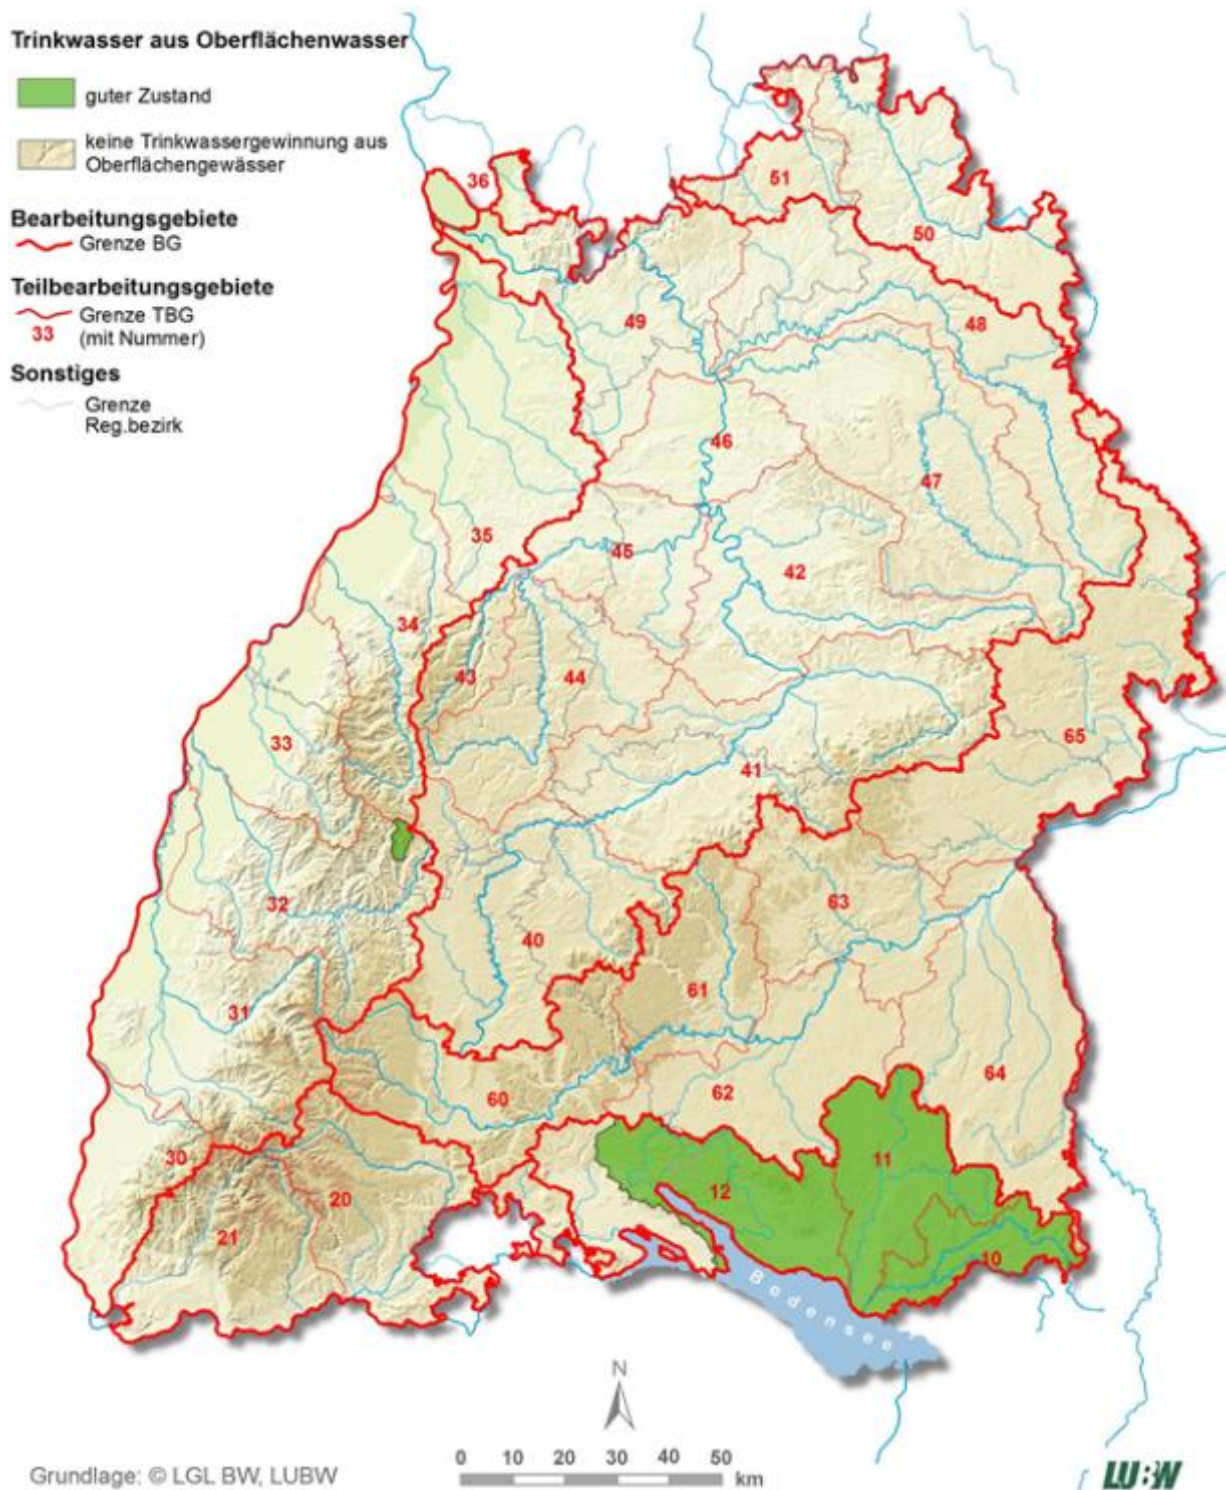 Trinkwasser aus Oberflächenwasser
guter Zustand
keine Trinkwassergewinnung aus
Oberflächengewässer
Bearbeitungsgebiete
Grenze BG
Teilbearbeitungsgebiete
Grenze TBG
33 (mit Nummer)
Sonstiges
Grenze
Reg.bezirk
36
51
50
49
48
46
47
35
45
42
34
43
44
33
65
41
32
63
40
61
31
64
62
60
30
11
20
12
21
10
Bodensee
N
0 10 20 30 40 50
km
Grundlage: © LGL BW, LUBW
LUBW